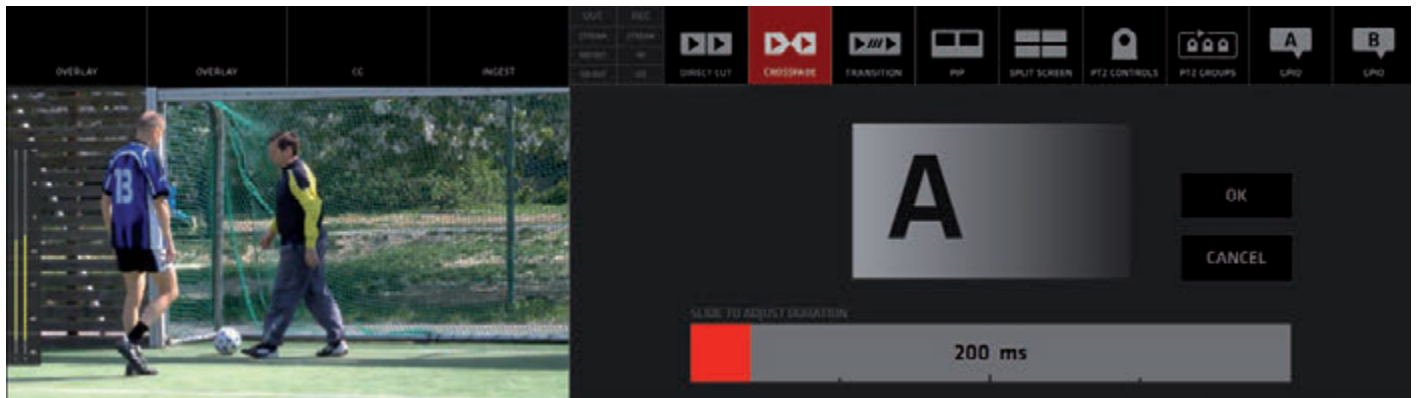 OUT REC
STREAM STREAM
OVERLAY OVERLAY CG INGEST
DIRECT CUT CROSSFADE TRANSITION PIP SPLIT SCREEN PTZ CONTROLS PTZ GROUPS A GPIO B GPIO
13
A
OK
CANCEL
SLIDE TO ADJUST DURATION
200 ms